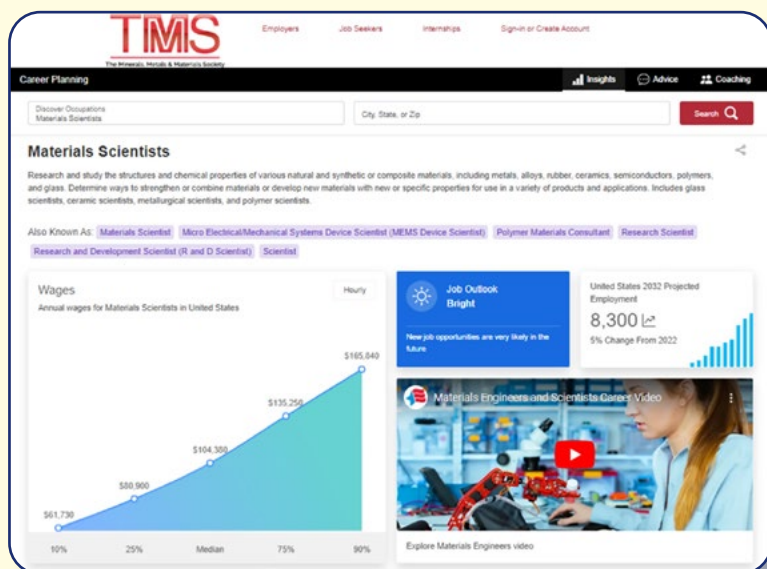 TMS
The Minerals, Metals & Materials Society
Employers Job Seekers Internships Sign-in or Create Account
Career Planning Insights Advice Coaching
Discover Occupations
Materials Scientists
City, State, or Zip
Search
Materials Scientists
Research and study the structures and chemical properties of various natural and synthetic or composite materials, including metals, alloys, rubber, ceramics, semiconductors, polymers,
and glass. Determine ways to strengthen or combine materials or develop new materials with new or specific properties for use in a variety of products and applications. Includes glass
scientists, ceramic scientists, metallurgical scientists, and polymer scientists.
Also Known As: Materials Scientist Micro Electrical/Mechanical Systems Device Scientist (MEMS Device Scientist) Polymer Materials Consultant Research Scientist
Research and Development Scientist (R and D Scientist) Scientist
Wages
Hourly
Annual wages for Materials Scientists in United States
$165,840
$135,250
$104,380
$80,900
$61,730
10% 25% Median 75% 90%
Job Outlook
Bright
New job opportunities are very likely in the
future
United States 2032 Projected
Employment
8,300
5% Change From 2022
Materials Engineers and Scientists Career Video
Explore Materials Engineers video